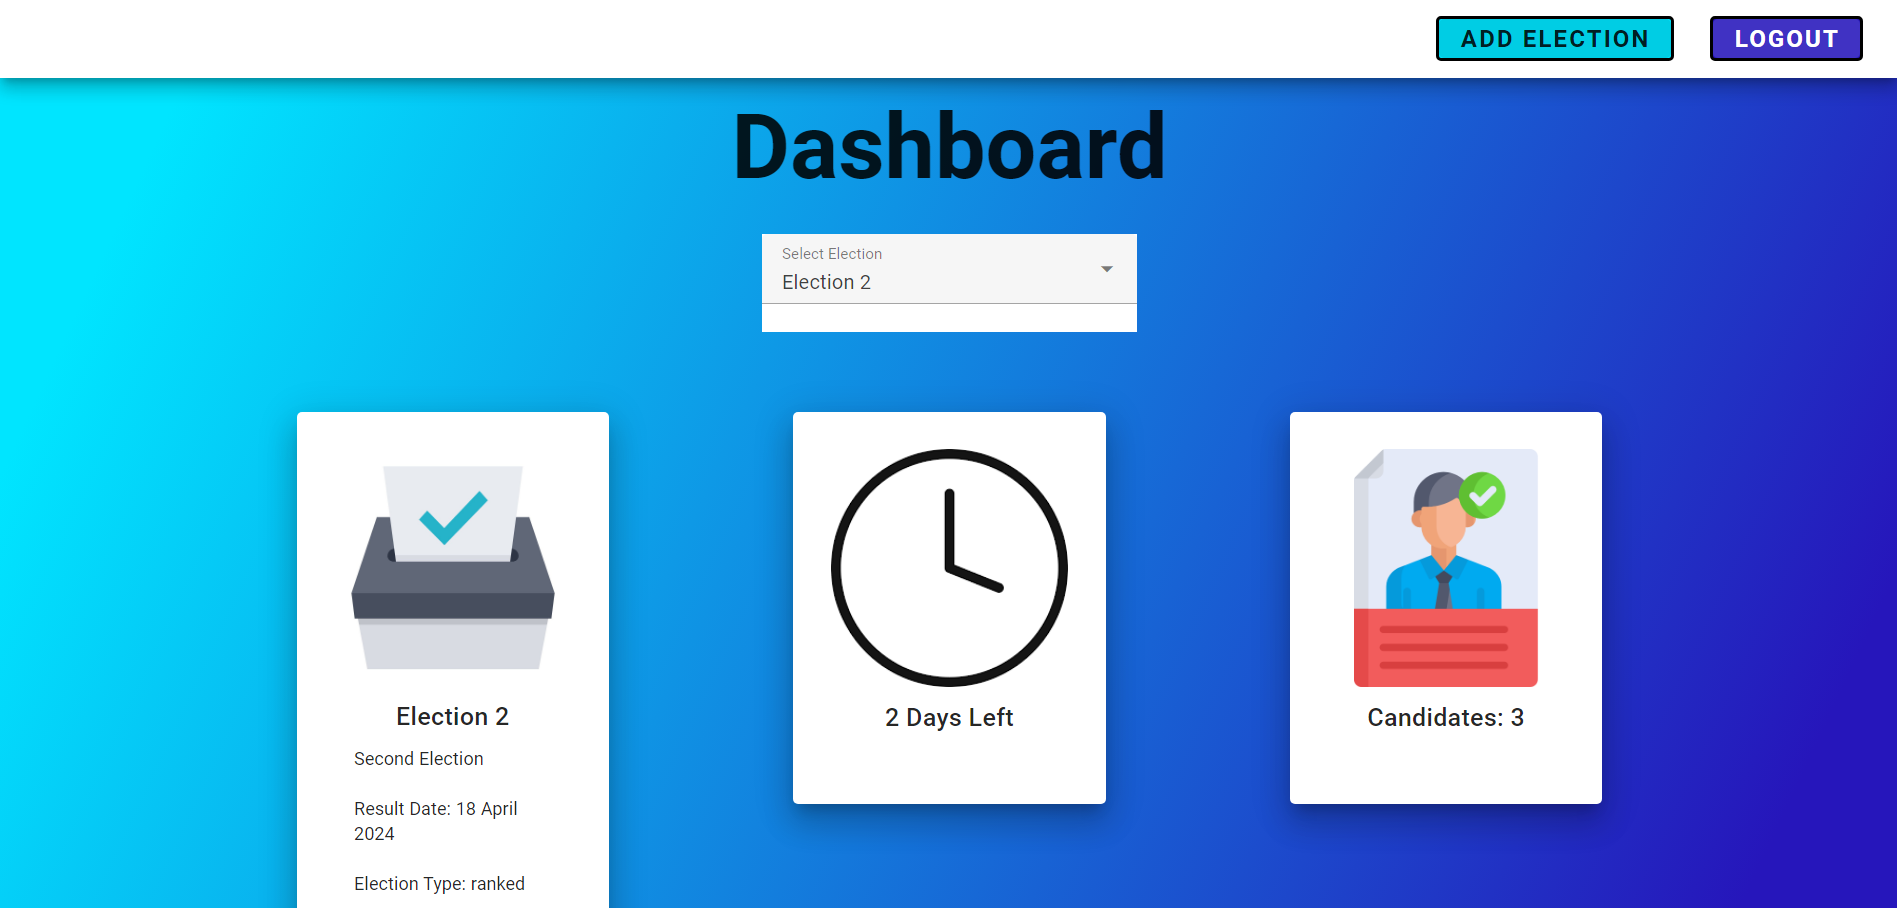 ADD ELECTION
LOGOUT
Dashboard
Select Election
Election 2
Election 2
Second Election
Result Date: 18 April
2024
Election Type: ranked
2 Days Left
Candidates: 3